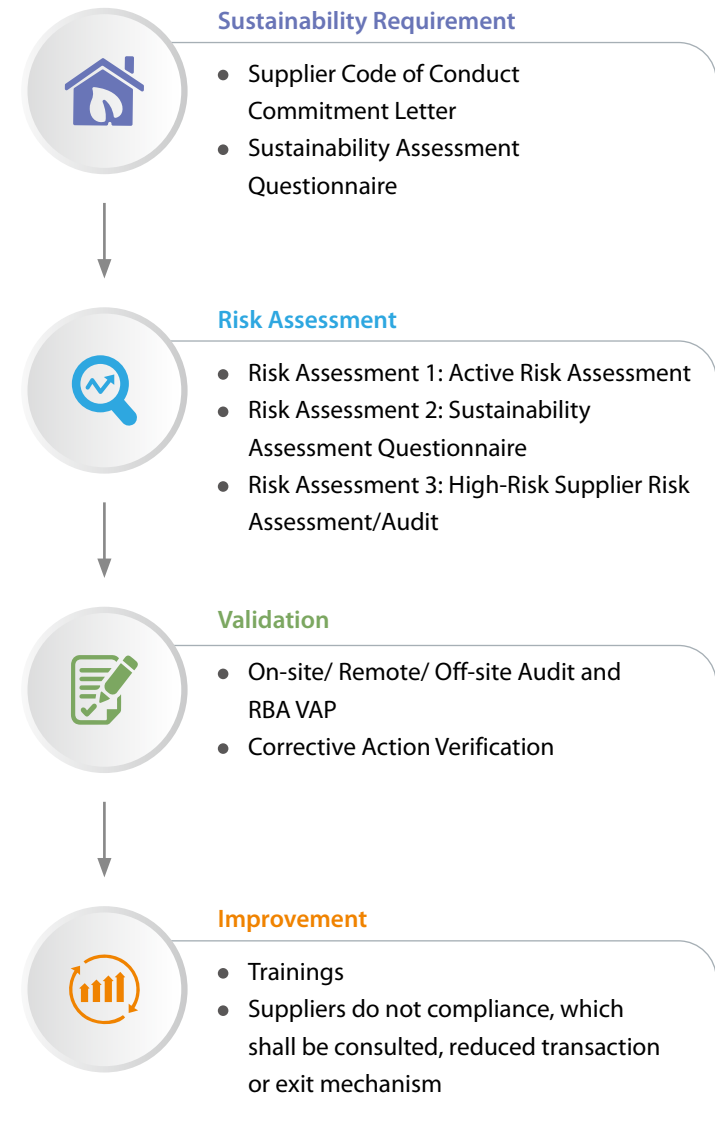 Sustainability Requirement
● Supplier Code of Conduct
Commitment Letter
● Sustainability Assessment
Questionnaire
Risk Assessment
● Risk Assessment 1: Active Risk Assessment
● Risk Assessment 2: Sustainability
Assessment Questionnaire
● Risk Assessment 3: High-Risk Supplier Risk
Assessment/Audit
Validation
● On-site/ Remote/ Off-site Audit and
RBA VAP
● Corrective Action Verification
Improvement
● Trainings
● Suppliers do not compliance, which
shall be consulted, reduced transaction
or exit mechanism